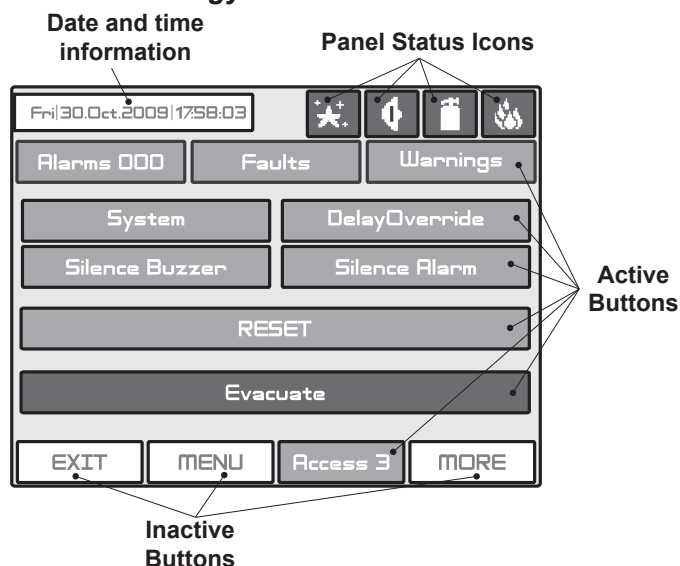 Date and time
information
Panel Status Icons
Fri|30.Oct.2009|17:58:03
Alarms 000
Faults
Warnings
System
DelayOverride
Silence Buzzer
Silence Alarm
RESET
Evacuate
Active
Buttons
EXIT
MENU
Access 3
MORE
Inactive
Buttons